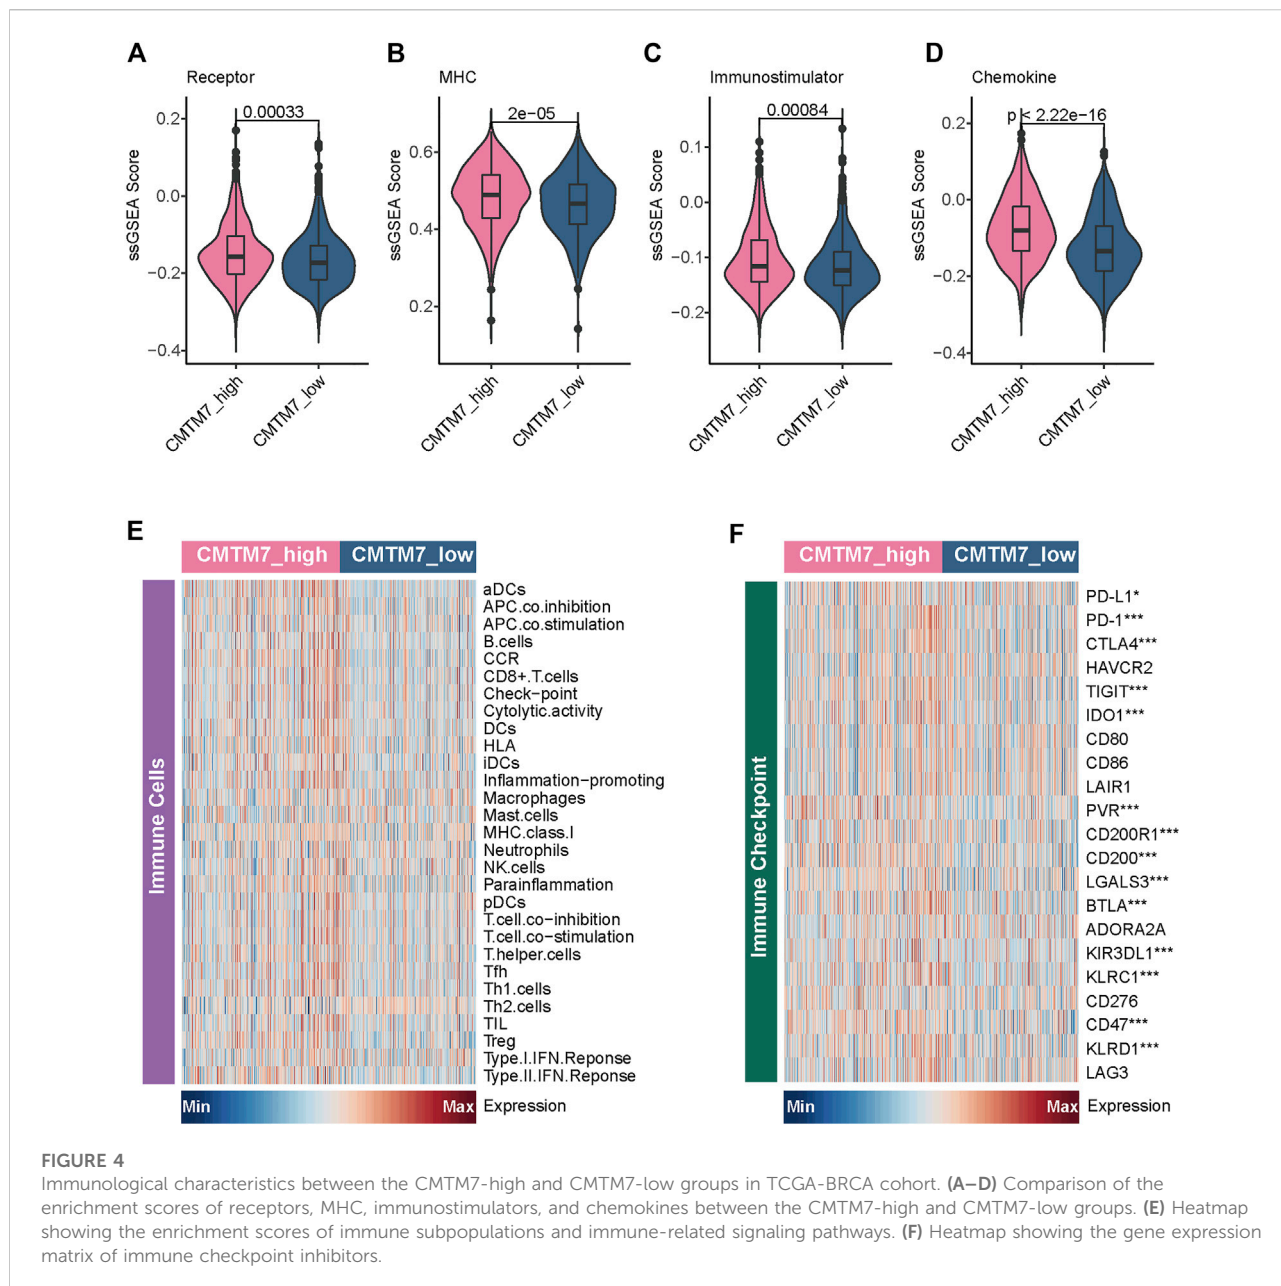 A
Receptor
0.00033
ssGSEA Score
0.2
0.0
−0.2
−0.4
CMTM7_high
CMTM7_low
B
MHC
2e−05
ssGSEA Score
0.6
0.4
0.2
CMTM7_high
CMTM7_low
C
Immunostimulator
0.00084
ssGSEA Score
0.1
0.0
−0.1
−0.2
CMTM7_high
CMTM7_low
D
Chemokine
p < 2.22e−16
ssGSEA Score
0.2
0.0
−0.2
−0.4
CMTM7_high
CMTM7_low
E
CMTM7_high
CMTM7_low
Immune Cells
aDCs
APC.co.inhibition
APC.co.stimulation
B.cells
CCR
CD8+.T.cells
Check−point
Cytolytic.activity
DCs
HLA
iDCs
Inflammation−promoting
Macrophages
Mast.cells
MHC.class.I
Neutrophils
NK.cells
Parainflammation
pDCs
T.cell.co−inhibition
T.cell.co−stimulation
T.helper.cells
Tfh
Th1.cells
Th2.cells
TIL
Treg
Type.I.IFN.Reponse
Type.II.IFN.Reponse
Min
Max
Expression
F
CMTM7_high
CMTM7_low
Immune Checkpoint
PD-L1*
PD-1***
CTLA4***
HAVCR2
TIGIT***
IDO1***
CD80
CD86
LAIR1
PVR***
CD200R1***
CD200***
LGALS3***
BTLA***
ADORA2A
KIR3DL1***
KLRC1***
CD276
CD47***
KLRD1***
LAG3
Min
Max
Expression
FIGURE 4
Immunological characteristics between the CMTM7-high and CMTM7-low groups in TCGA-BRCA cohort. (A–D) Comparison of the
enrichment scores of receptors, MHC, immunostimulators, and chemokines between the CMTM7-high and CMTM7-low groups. (E) Heatmap
showing the enrichment scores of immune subpopulations and immune-related signaling pathways. (F) Heatmap showing the gene expression
matrix of immune checkpoint inhibitors.